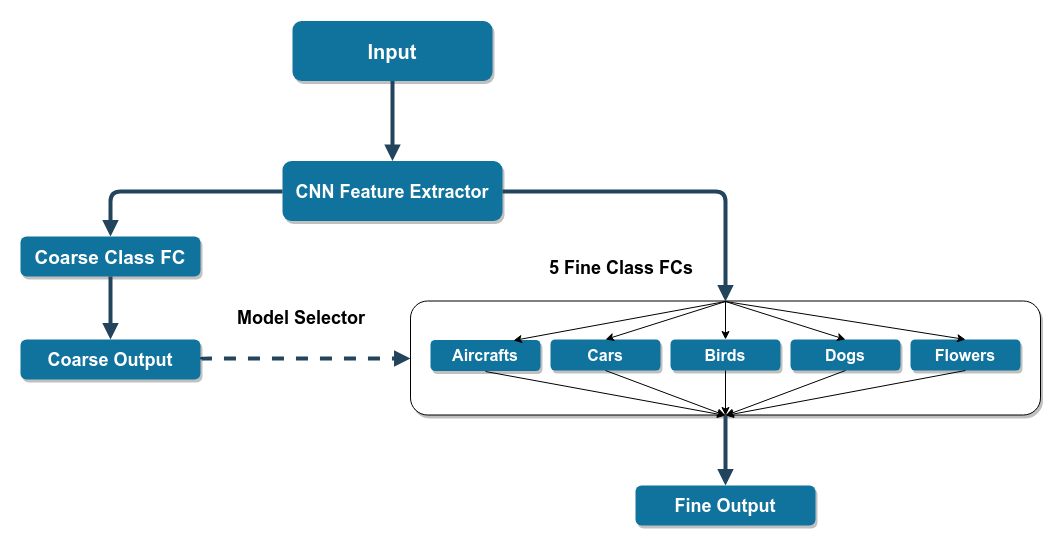 Input
CNN Feature Extractor
Coarse Class FC
5 Fine Class FCs
Model Selector
Coarse Output
Aircrafts
Cars
Birds
Dogs
Flowers
Fine Output